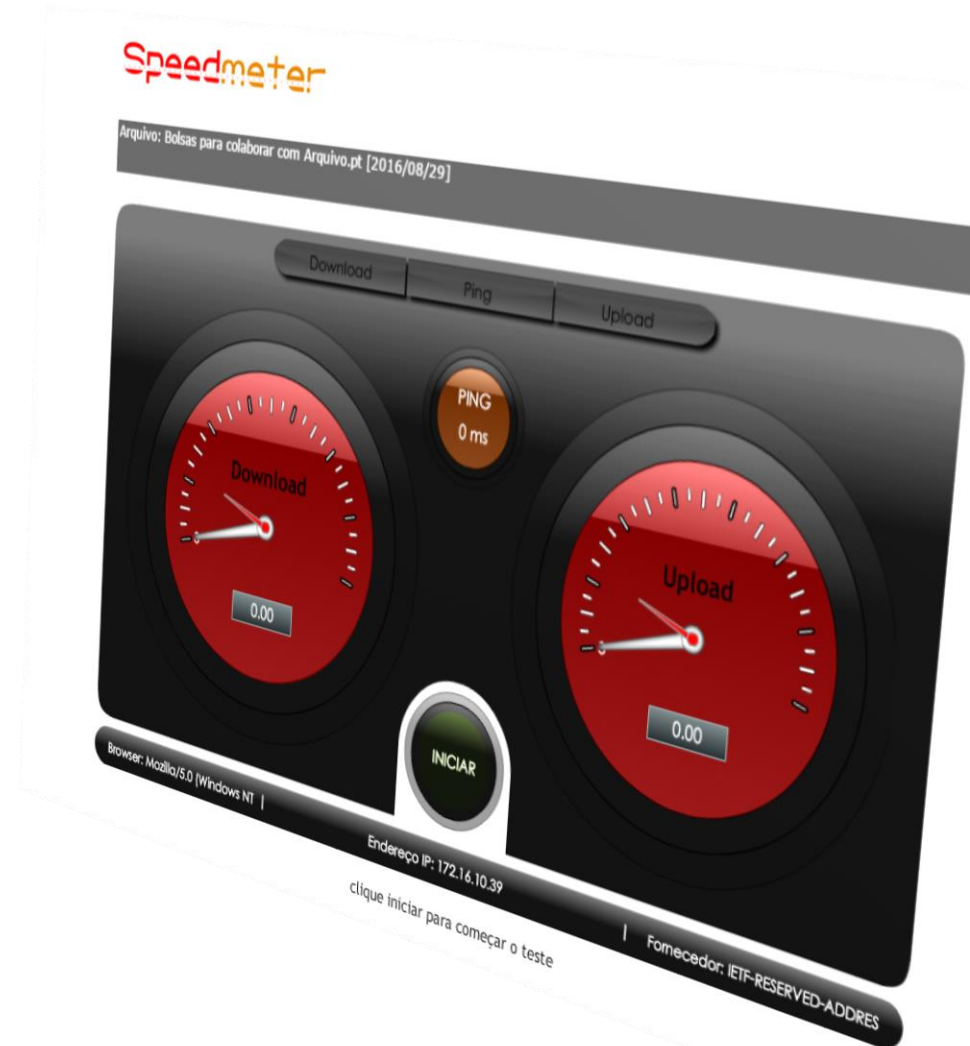 Speedmeter
Arquivo: Bolsas para colaborar com Arquivo.pt [2016/08/29]
Download
Ping
Upload
PING
0 ms
Download
0.00
Upload
0.00
INICIAR
Browser: Mozilla/5.0 (Windows NT |
Endereço IP: 172.16.10.39
| Fornecedor: IETF-RESERVED-ADDRES
clique iniciar para começar o teste